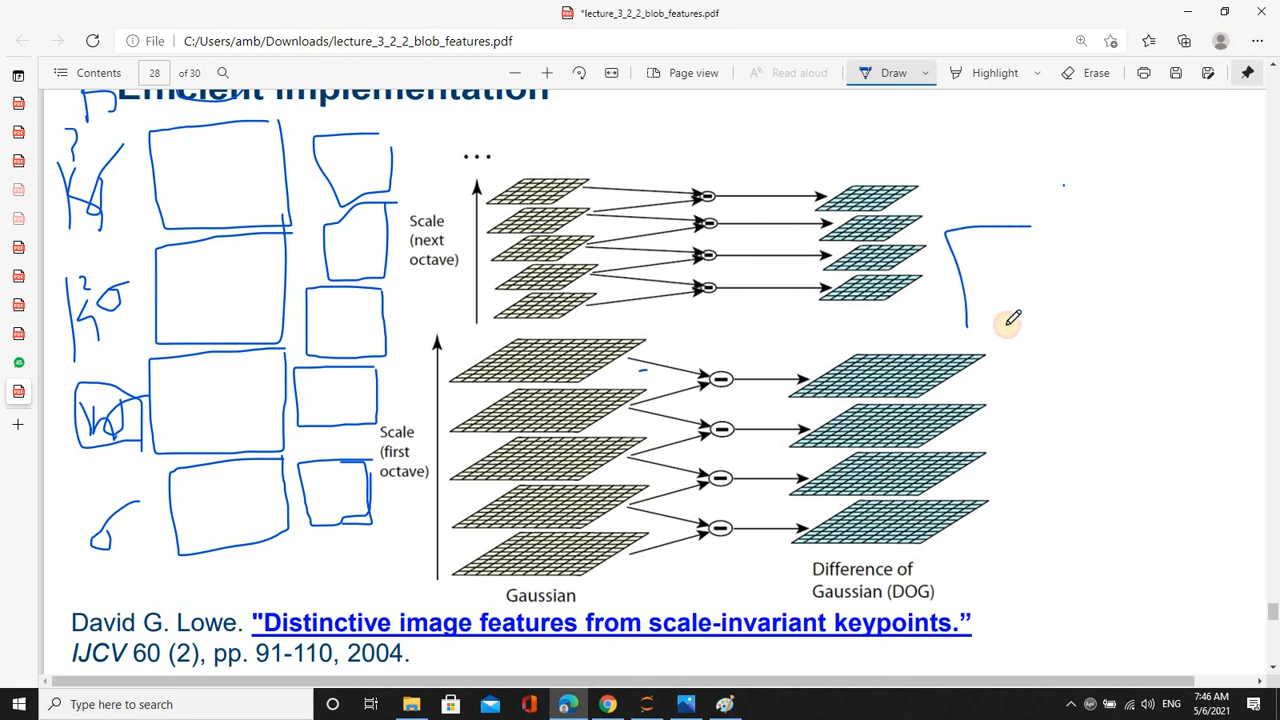 *lecture_3_2_2_blob_features.pdf
File C:/Users/amb/Downloads/lecture_3_2_2_blob_features.pdf
Contents 28 of 30 Page view Read aloud Draw Highlight Erase
Efficient Implementation
...
Scale
(next
octave)
Scale
(first
octave)
Gaussian
Difference of
Gaussian (DOG)
David G. Lowe. "Distinctive image features from scale-invariant keypoints.”
IJCV 60 (2), pp. 91-110, 2004.
Type here to search
ENG
7:46 AM
5/6/2021